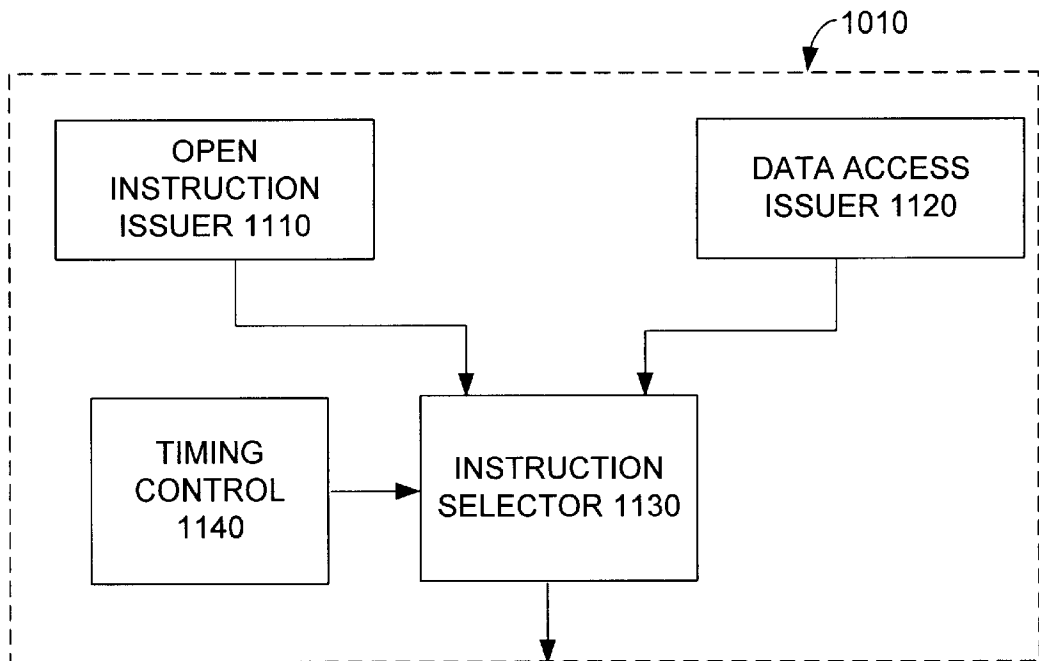 1010
OPEN
INSTRUCTION
ISSUER 1110
DATA ACCESS
ISSUER 1120
TIMING
CONTROL
1140
INSTRUCTION
SELECTOR 1130